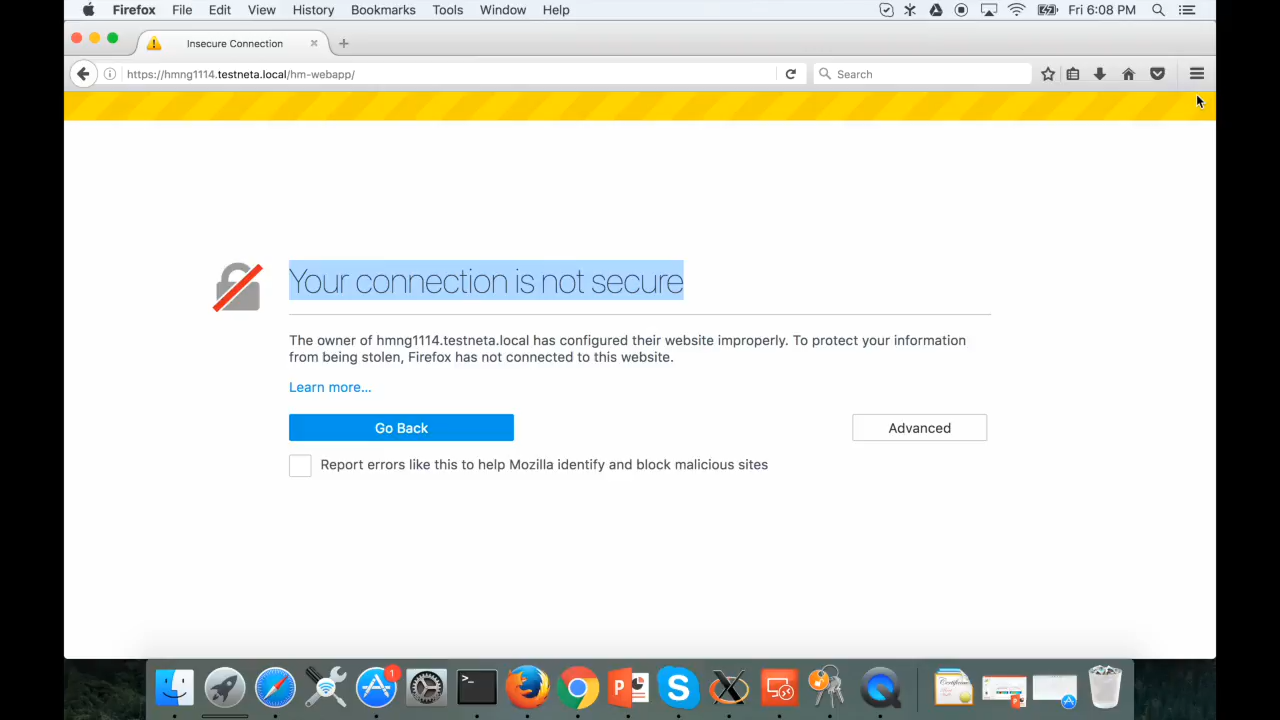 Firefox File Edit View History Bookmarks Tools Window Help Fri 6:08 PM
Insecure Connection
https://hmng1114.testneta.local/hm-webapp/
Search
Your connection is not secure
The owner of hmng1114.testneta.local has configured their website improperly. To protect your information
from being stolen, Firefox has not connected to this website.
Learn more...
Go Back
Advanced
Report errors like this to help Mozilla identify and block malicious sites
1